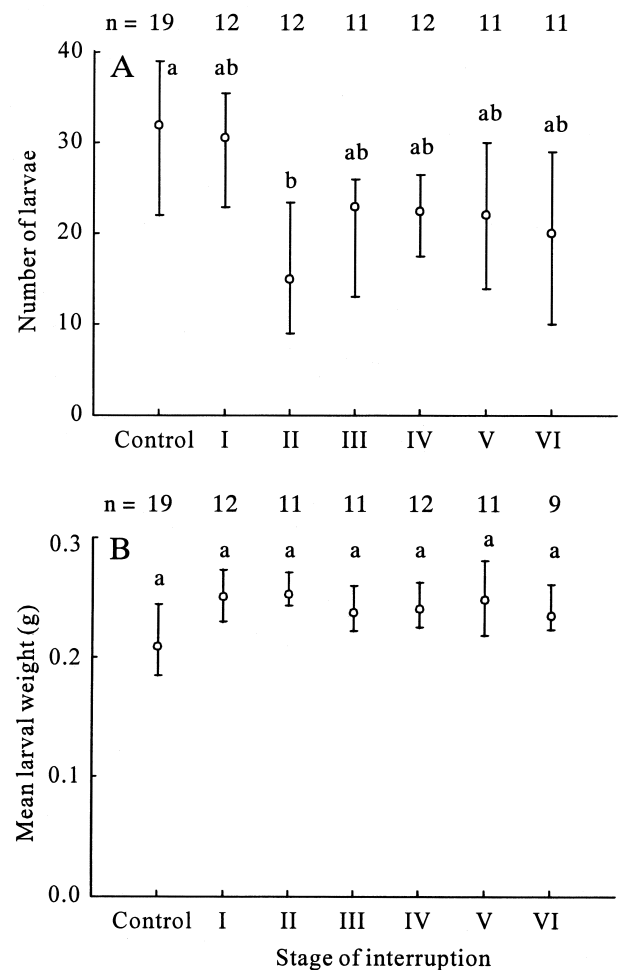 n = 19 12 12 11 12 11 11
A
40
30
20
10
0
a ab b ab ab ab ab
Number of larvae
Control I II III IV V VI
n = 19 12 11 11 12 11 9
B
0.3
0.2
0.1
0.0
a a a a a a a
Mean larval weight (g)
Control I II III IV V VI
Stage of interruption